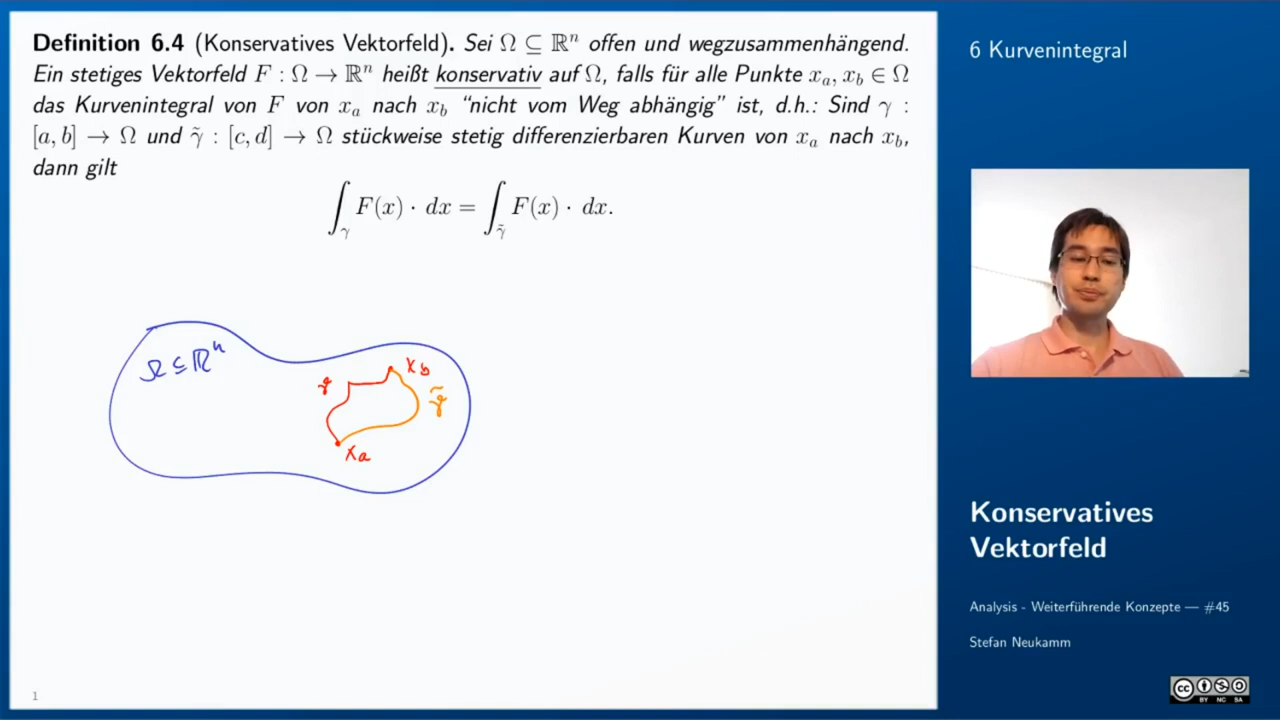 Definition 6.4 (Konservatives Vektorfeld). Sei Ω ⊆ ℝⁿ offen und wegzusammenhängend.
Ein stetiges Vektorfeld F : Ω → ℝⁿ heißt konservativ auf Ω, falls für alle Punkte xₐ, x_b ∈ Ω
das Kurvenintegral von F von xₐ nach x_b “nicht vom Weg abhängig” ist, d.h.: Sind γ :
[a, b] → Ω und γ̃ : [c, d] → Ω stückweise stetig differenzierbaren Kurven von xₐ nach x_b,
dann gilt
∫_γ F(x) · dx = ∫_γ̃ F(x) · dx.
Ω ⊆ ℝⁿ
γ
x_b
γ̃
xₐ
1
6 Kurvenintegral
Konservatives
Vektorfeld
Analysis - Weiterführende Konzepte — #45
Stefan Neukamm
cc
BY NC SA